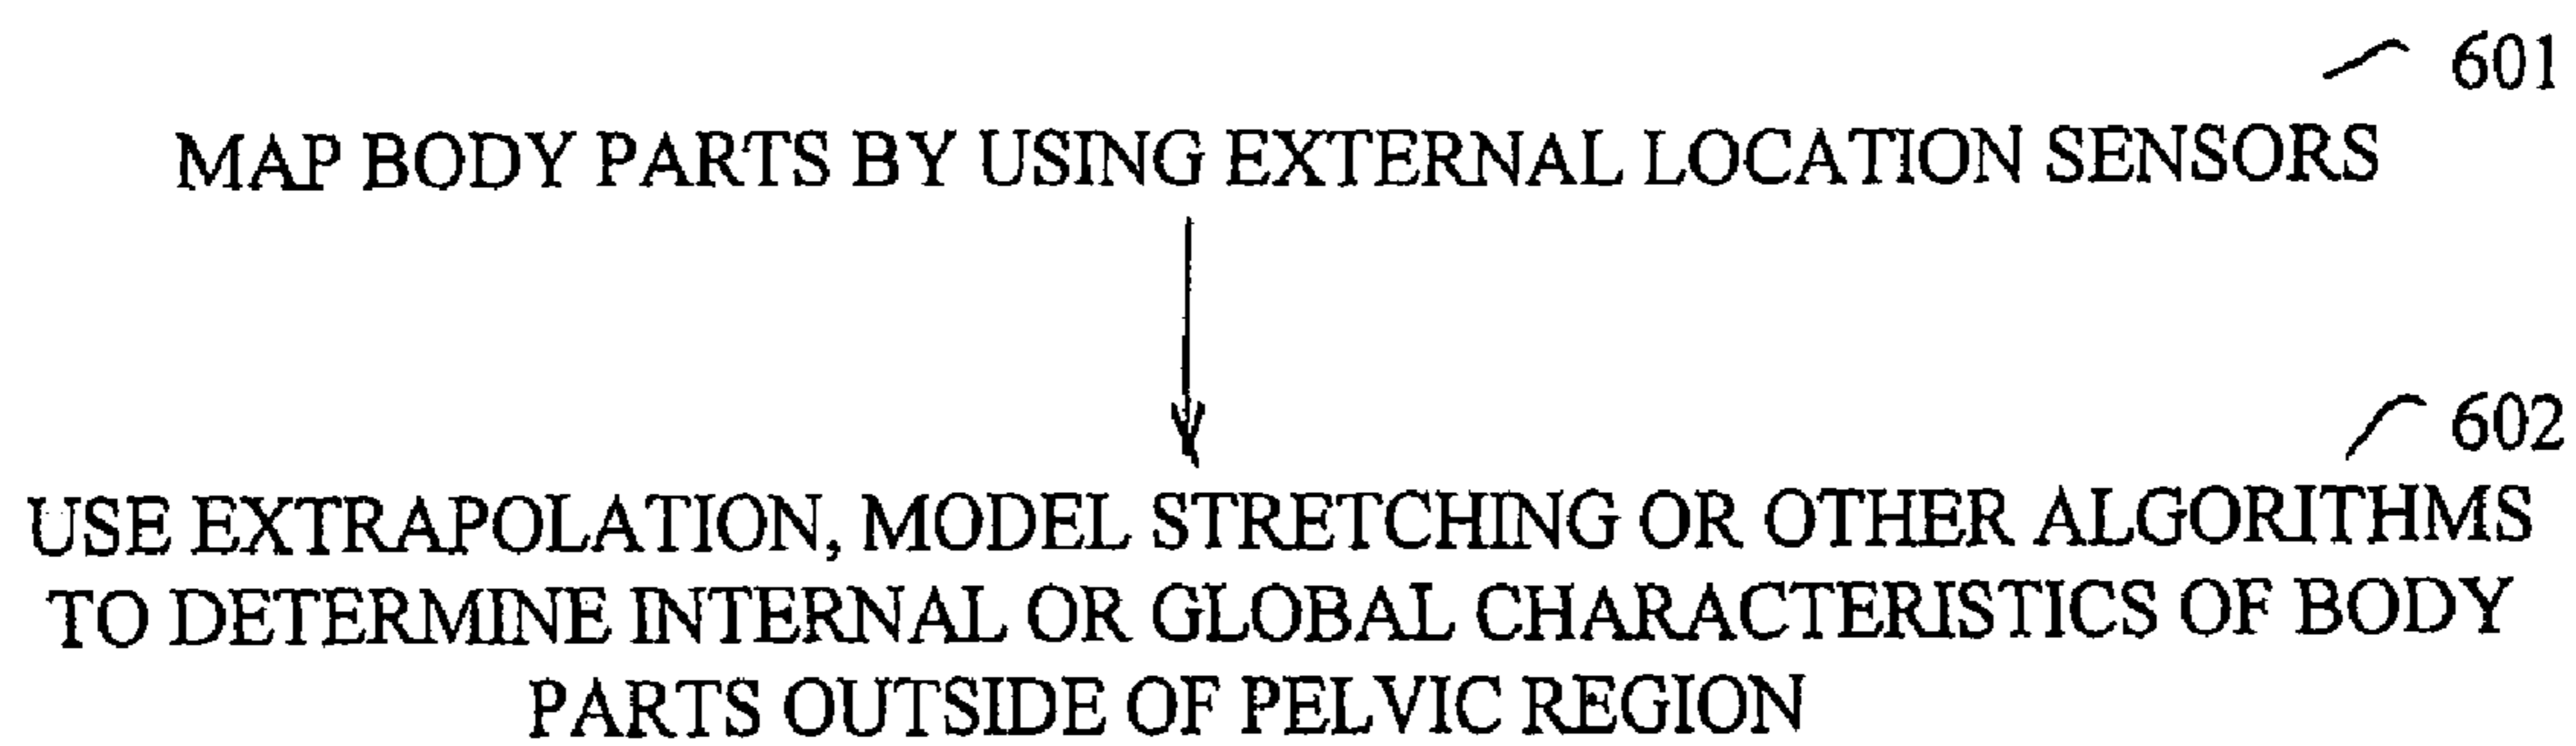 601
MAP BODY PARTS BY USING EXTERNAL LOCATION SENSORS
602
USE EXTRAPOLATION, MODEL STRETCHING OR OTHER ALGORITHMS
TO DETERMINE INTERNAL OR GLOBAL CHARACTERISTICS OF BODY
PARTS OUTSIDE OF PELVIC REGION